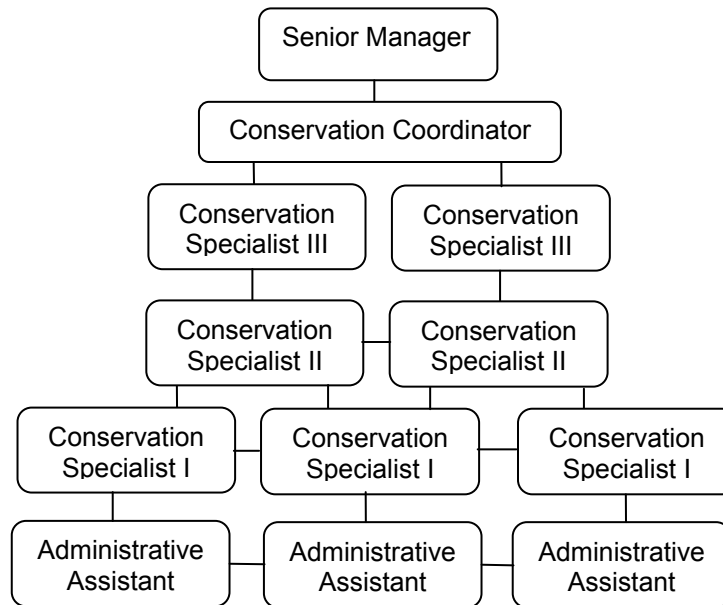 Senior Manager
Conservation Coordinator
Conservation
Specialist III
Conservation
Specialist III
Conservation
Specialist II
Conservation
Specialist II
Conservation
Specialist I
Conservation
Specialist I
Conservation
Specialist I
Administrative
Assistant
Administrative
Assistant
Administrative
Assistant